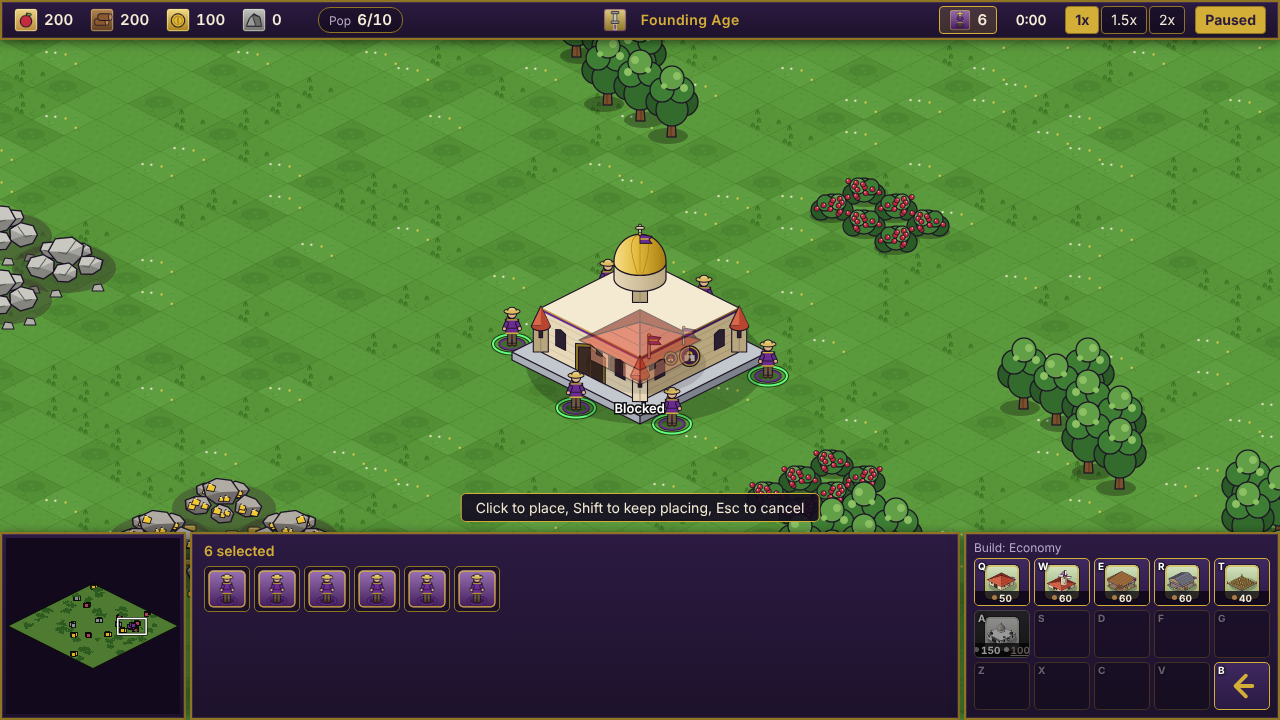 200
200
100
0
Pop 6/10
Founding Age
6
0:00
1x
1.5x
2x
Paused
Blocked
Click to place, Shift to keep placing, Esc to cancel
6 selected
Build: Economy
Q 50
W 60
E 60
R 60
T 40
A 150 100
S
D
F
G
Z
X
C
V
B